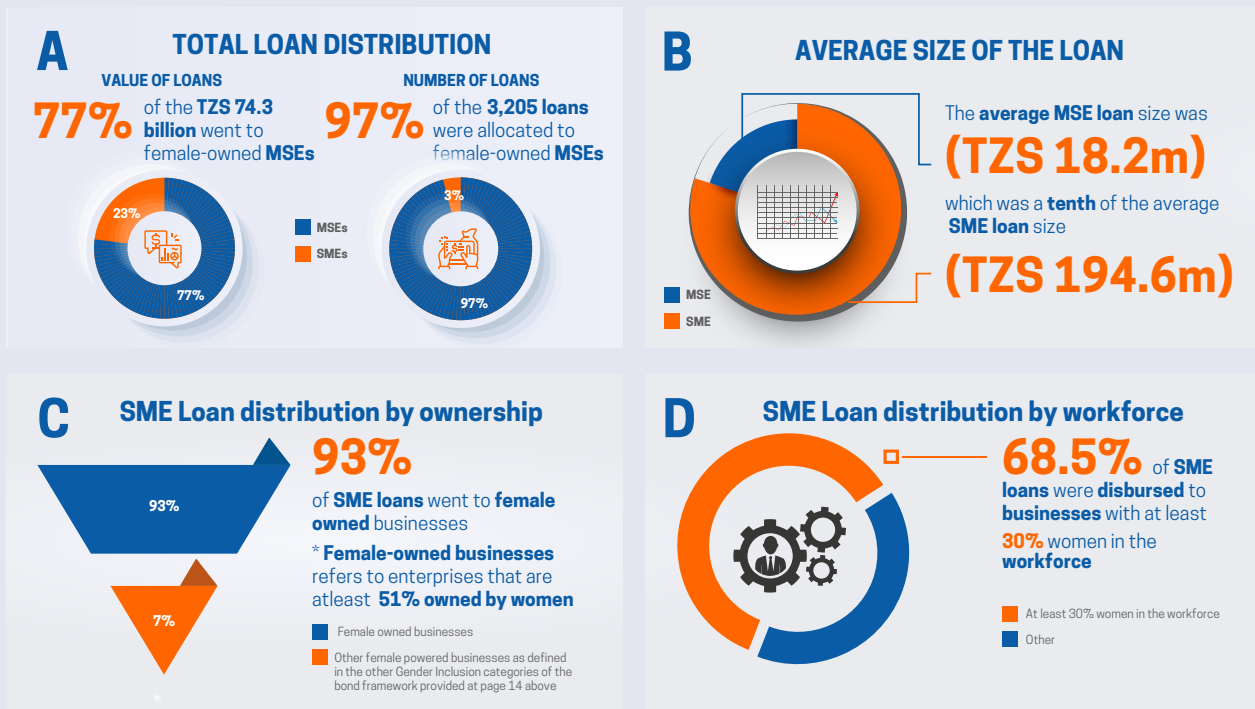 A
TOTAL LOAN DISTRIBUTION
VALUE OF LOANS
77%
of the TZS 74.3
billion went to
female-owned MSEs
NUMBER OF LOANS
97%
of the 3,205 loans
were allocated to
female-owned MSEs
23%
77%
MSEs
SMEs
3%
97%
B
AVERAGE SIZE OF THE LOAN
The average MSE loan size was
(TZS 18.2m)
which was a tenth of the average
SME loan size
(TZS 194.6m)
MSE
SME
C
SME Loan distribution by ownership
93%
7%
93%
of SME loans went to female
owned businesses
* Female-owned businesses
refers to enterprises that are
atleast 51% owned by women
Female owned businesses
Other female powered businesses as defined
in the other Gender Inclusion categories of the
bond framework provided at page 14 above
*
D
SME Loan distribution by workforce
68.5% of SME
loans were disbursed to
businesses with at least
30% women in the
workforce
At least 30% women in the workforce
Other